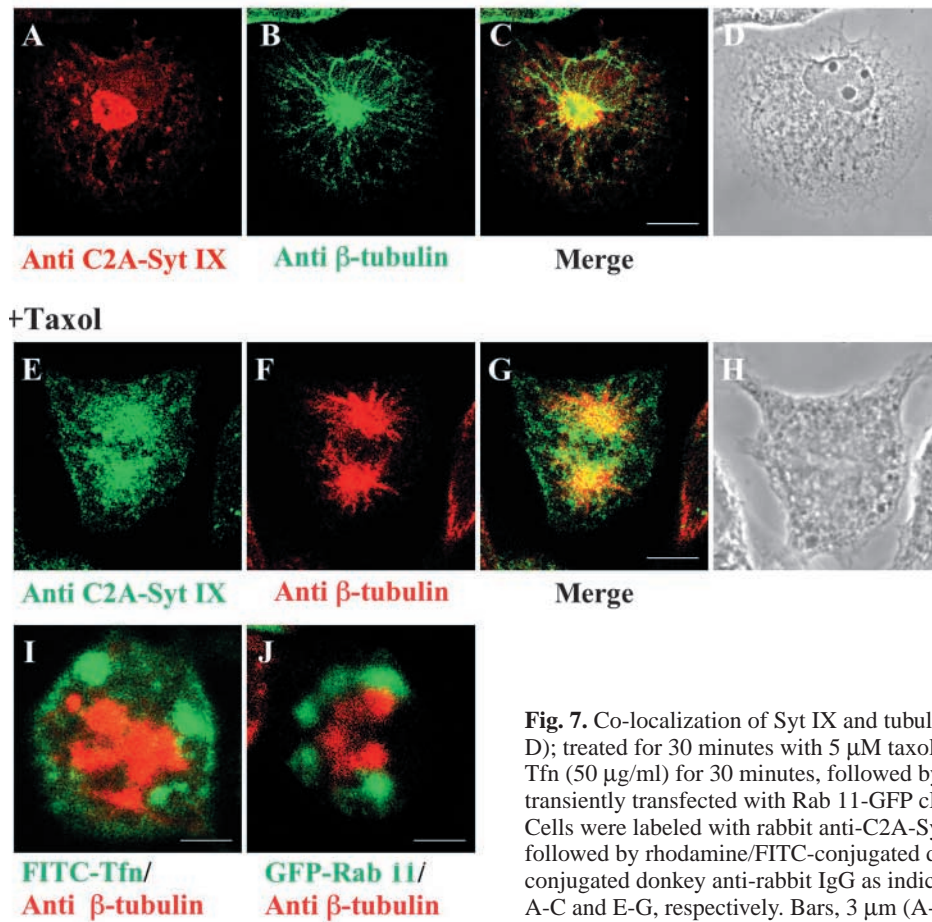 A B C D
Anti C2A-Syt IX Anti β-tubulin Merge
+Taxol
E F G H
Anti C2A-Syt IX Anti β-tubulin Merge
I J
FITC-Tfn/ GFP-Rab 11/
Anti β-tubulin Anti β-tubulin
Fig. 7. Co-localization of Syt IX and tubul
D); treated for 30 minutes with 5 μM taxol
Tfn (50 μg/ml) for 30 minutes, followed by
transiently transfected with Rab 11-GFP
Cells were labeled with rabbit anti-C2A-Sy
followed by rhodamine/FITC-conjugated
conjugated donkey anti-rabbit IgG as indic
A-C and E-G, respectively. Bars, 3 μm (A-